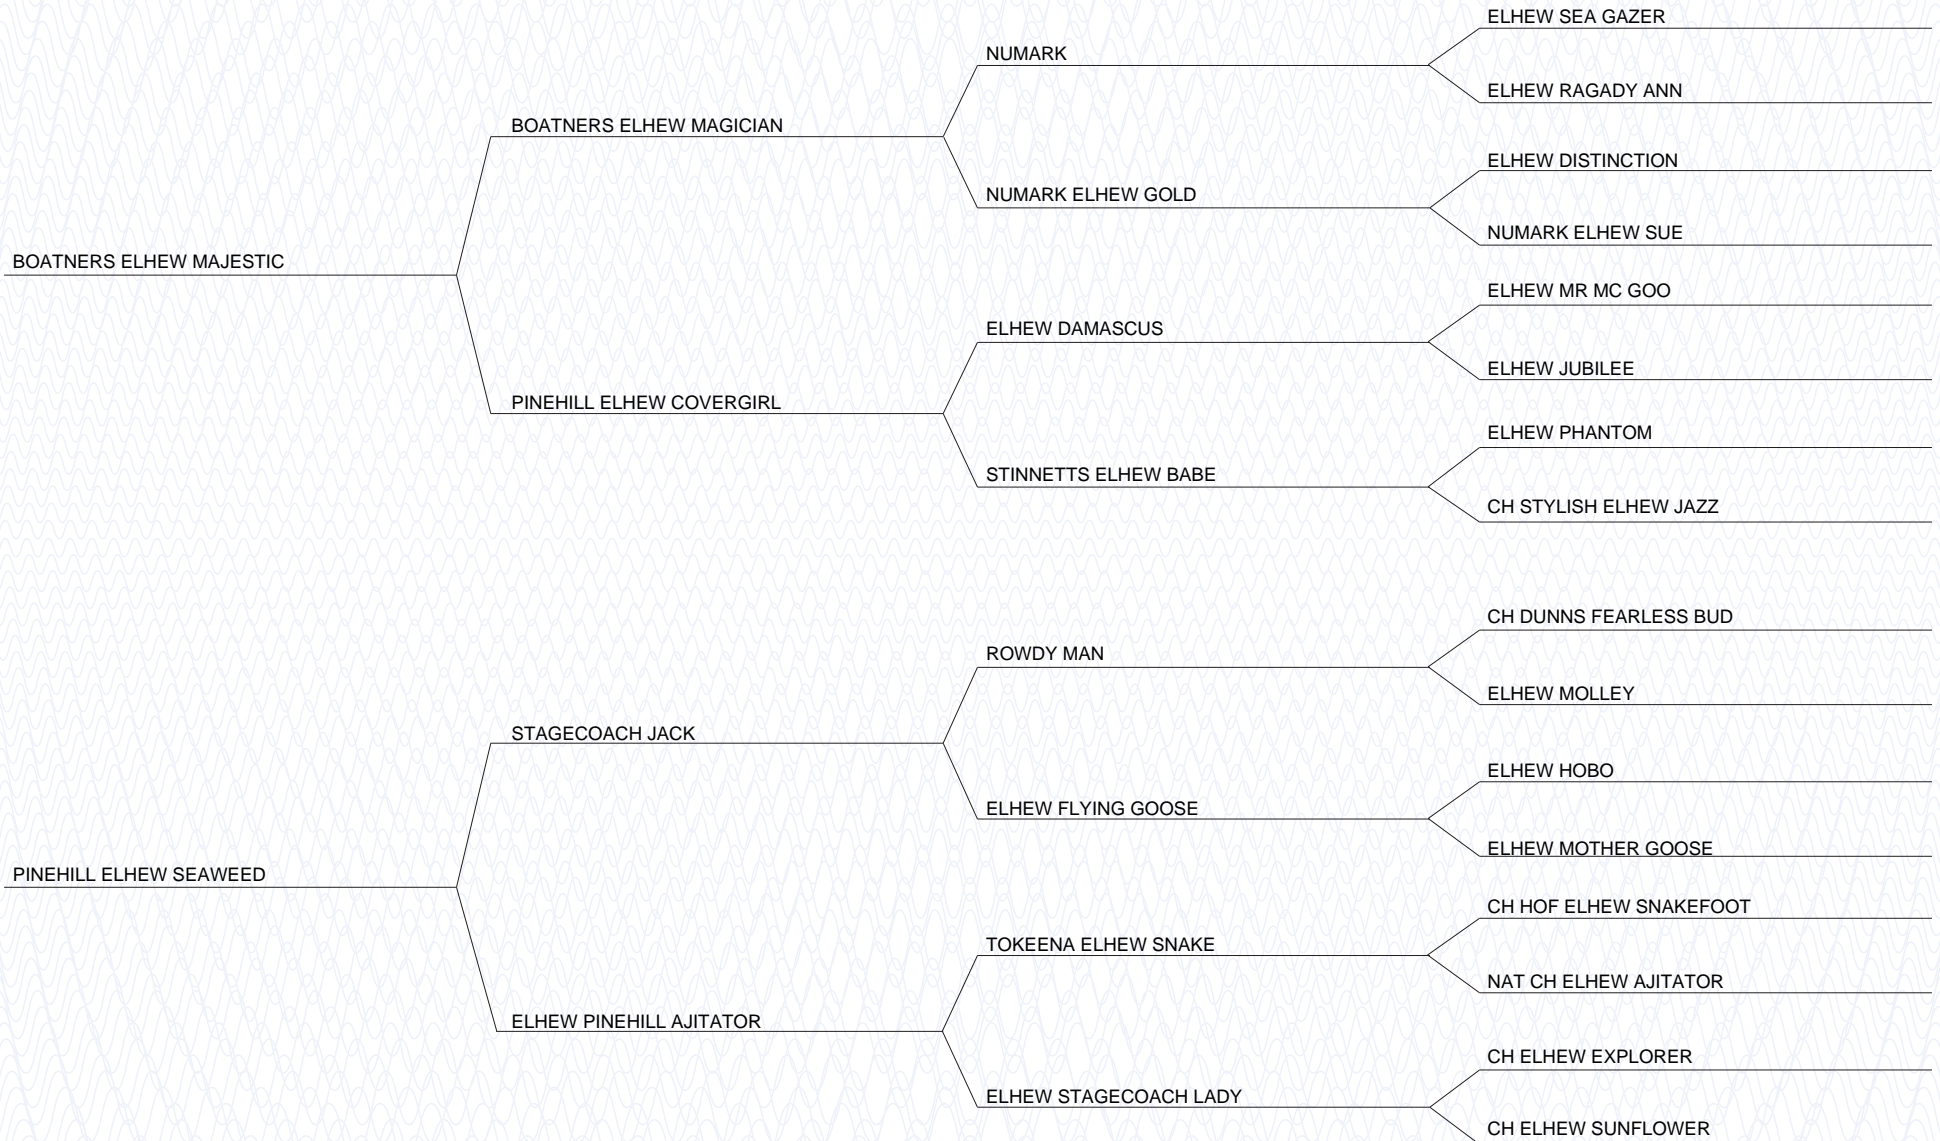 ELHEW SEA GAZER
NUMARK
ELHEW RAGADY ANN
BOATNERS ELHEW MAGICIAN
ELHEW DISTINCTION
NUMARK ELHEW GOLD
NUMARK ELHEW SUE
BOATNERS ELHEW MAJESTIC
ELHEW MR MC GOO
ELHEW DAMASCUS
ELHEW JUBILEE
PINEHILL ELHEW COVERGIRL
ELHEW PHANTOM
STINNETTS ELHEW BABE
CH STYLISH ELHEW JAZZ
CH DUNNS FEARLESS BUD
ROWDY MAN
ELHEW MOLLEY
STAGECOACH JACK
ELHEW HOBO
ELHEW FLYING GOOSE
ELHEW MOTHER GOOSE
PINEHILL ELHEW SEAWEED
CH HOF ELHEW SNAKEFOOT
TOKEENA ELHEW SNAKE
NAT CH ELHEW AJITATOR
ELHEW PINEHILL AJITATOR
CH ELHEW EXPLORER
ELHEW STAGECOACH LADY
CH ELHEW SUNFLOWER